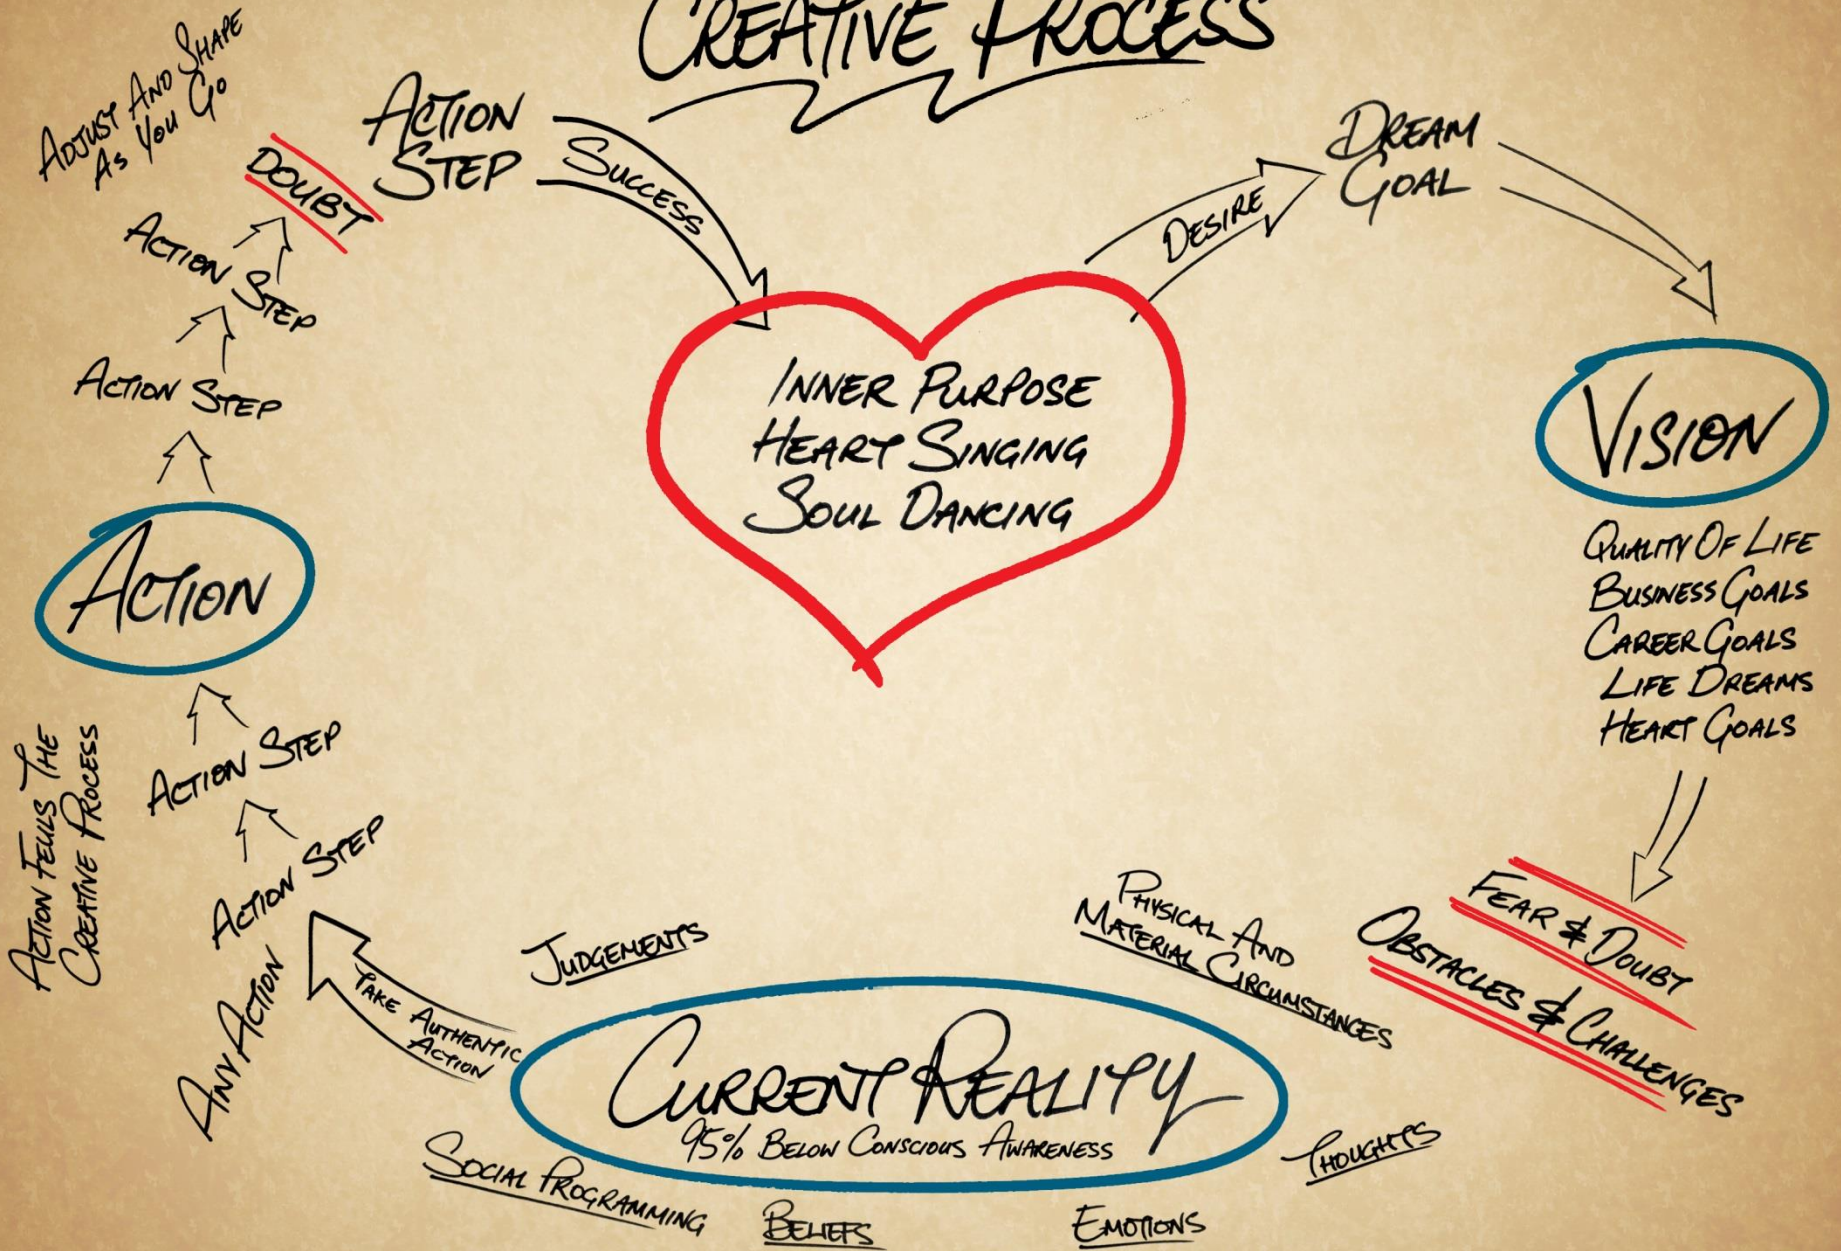 CREATIVE PROCESS
ADJUST AND SHAPE
AS YOU GO
DOUBT
ACTION
STEP
SUCCESS
DESIRE
DREAM
GOAL
ACTION STEP
ACTION STEP
INNER PURPOSE
HEART SINGING
SOUL DANCING
VISION
QUALITY OF LIFE
BUSINESS GOALS
CAREER GOALS
LIFE DREAMS
HEART GOALS
ACTION
ACTION STEP
ACTION STEP
ANY ACTION
ACTION FEULS THE
CREATIVE PROCESS
TAKE AUTHENTIC
ACTION
JUDGEMENTS
PHYSICAL AND
MATERIAL CIRCUMSTANCES
FEAR & DOUBT
OBSTACLES & CHALLENGES
CURRENT REALITY
95% BELOW CONSCIOUS AWARENESS
SOCIAL PROGRAMMING
BELIEFS
EMOTIONS
THOUGHTS